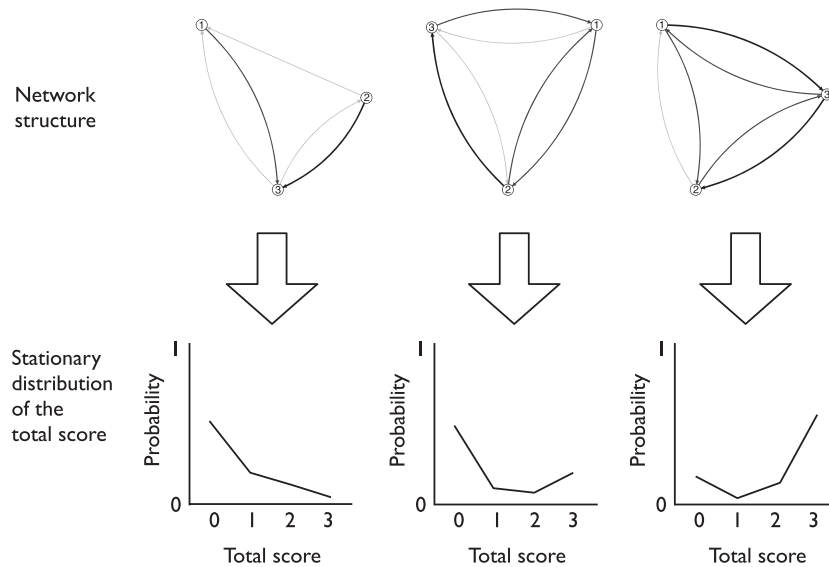 Network
structure
1
2
3
3
1
2
1
3
2
Stationary
distribution
of the
total score
Probability
1
0
0 1 2 3
Total score
Probability
1
0
0 1 2 3
Total score
Probability
1
0
0 1 2 3
Total score